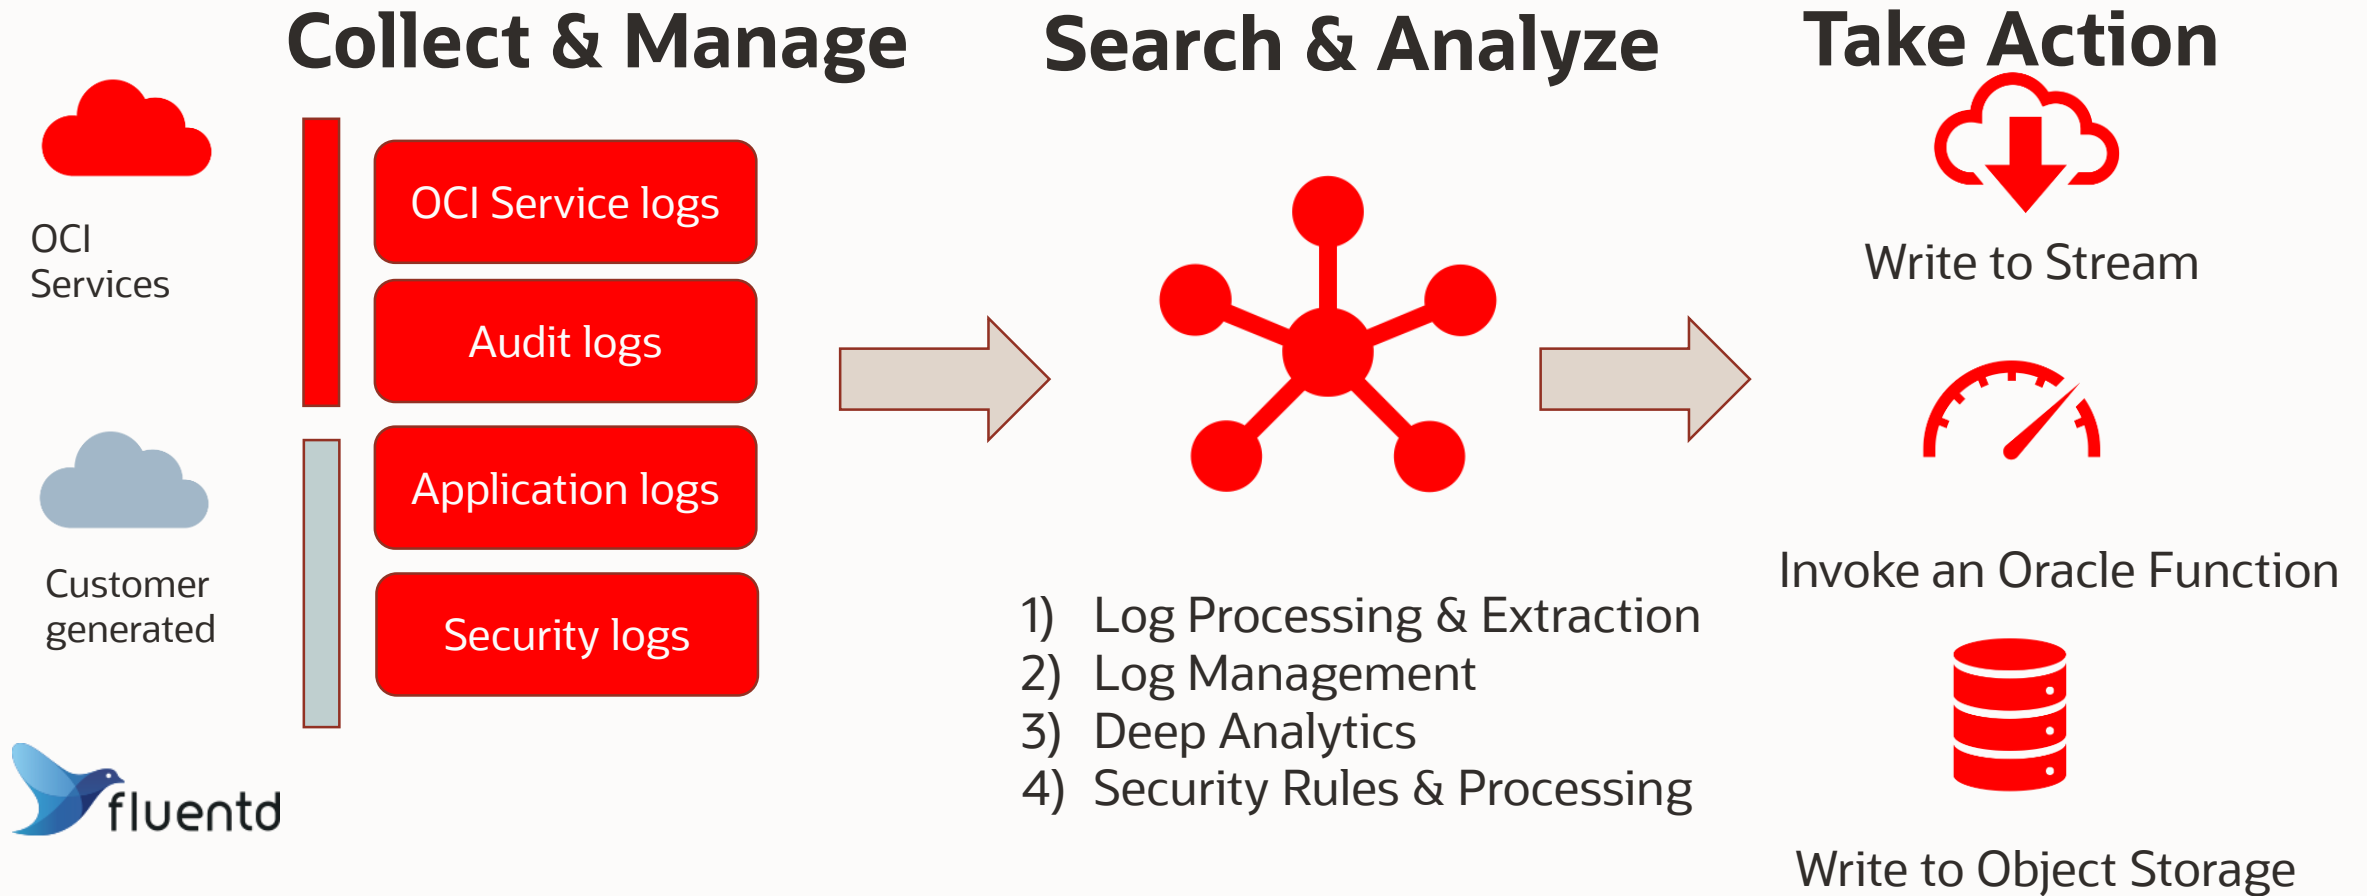 Collect & Manage
OCI
Services
OCI Service logs
Audit logs
Application logs
Security logs
Customer
generated
fluentd
Search & Analyze
1) Log Processing & Extraction
2) Log Management
3) Deep Analytics
4) Security Rules & Processing
Take Action
Write to Stream
Invoke an Oracle Function
Write to Object Storage